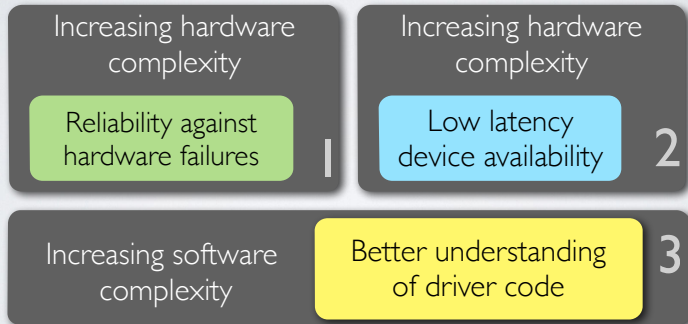 Increasing hardware
complexity
Reliability against
hardware failures
1
Increasing hardware
complexity
Low latency
device availability
2
Increasing software
complexity
Better understanding
of driver code
3